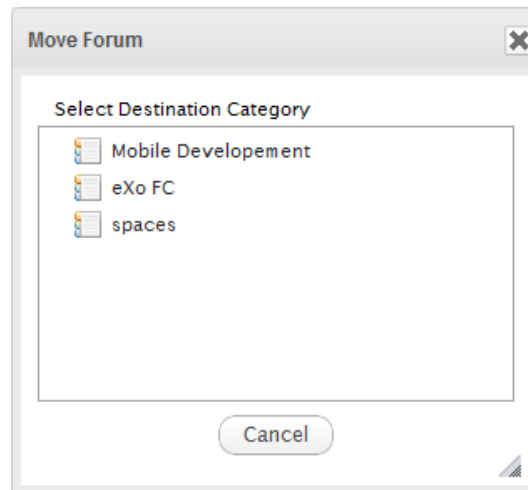 Move Forum
Select Destination Category
Mobile Developement
eXo FC
spaces
Cancel